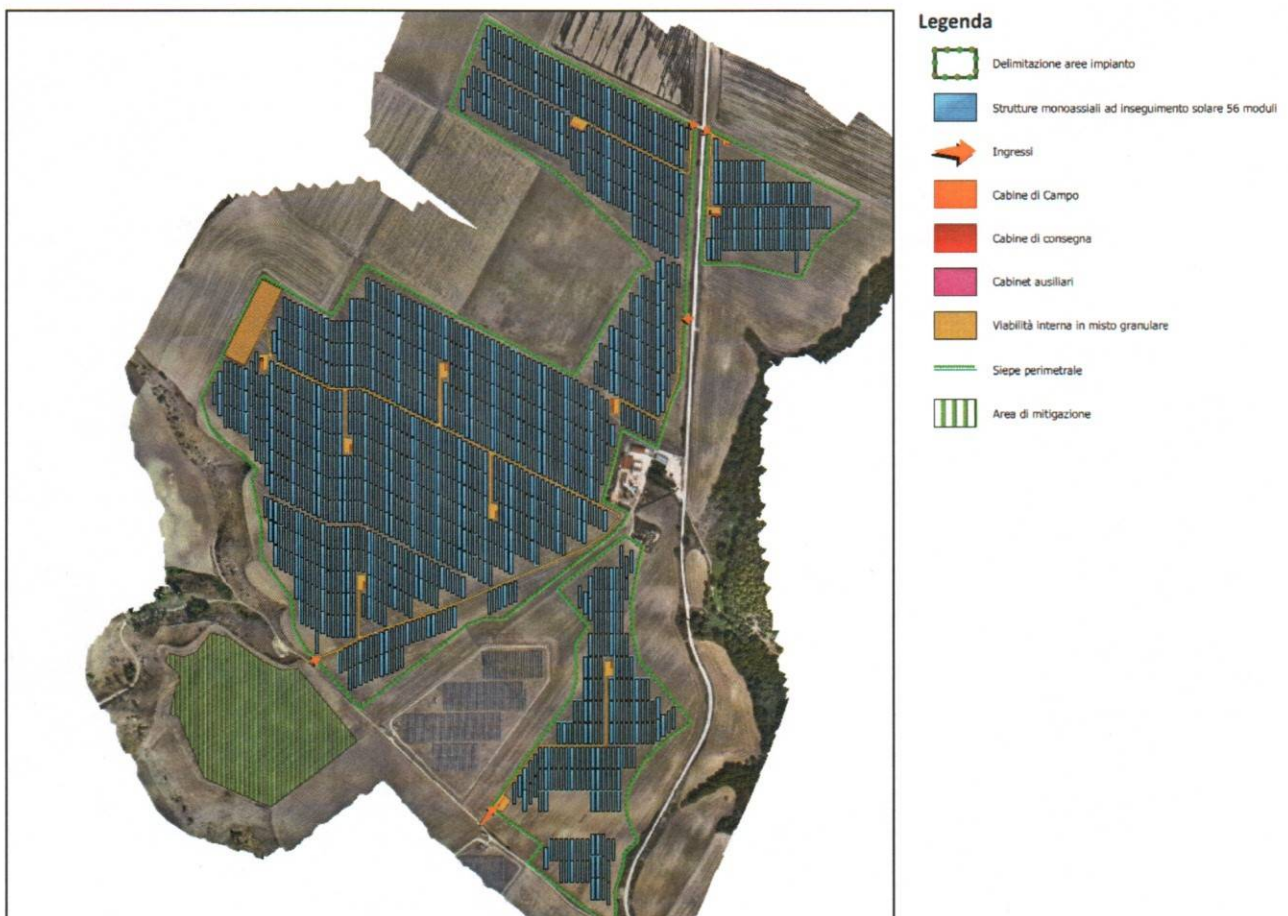 Legenda
Delimitazione aree impianto
Strutture monoassiali ad inseguimento solare 56 moduli
Ingressi
Cabine di Campo
Cabine di consegna
Cabinet ausiliari
Viabilità interna in misto granulare
Siepe perimetrale
Area di mitigazione